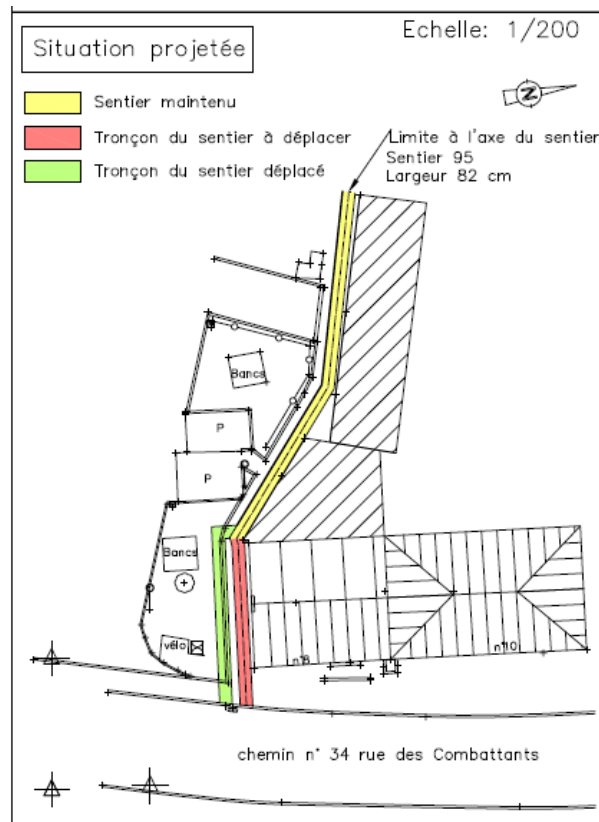 Situation projetée
Echelle: 1/200
Sentier maintenu
Tronçon du sentier à déplacer
Tronçon du sentier déplacé
N
Limite à l'axe du sentier
Sentier 95
Largeur 82 cm
Bancs
P
P
Bancs
vélo
n°8
n°10
chemin n° 34 rue des Combattants